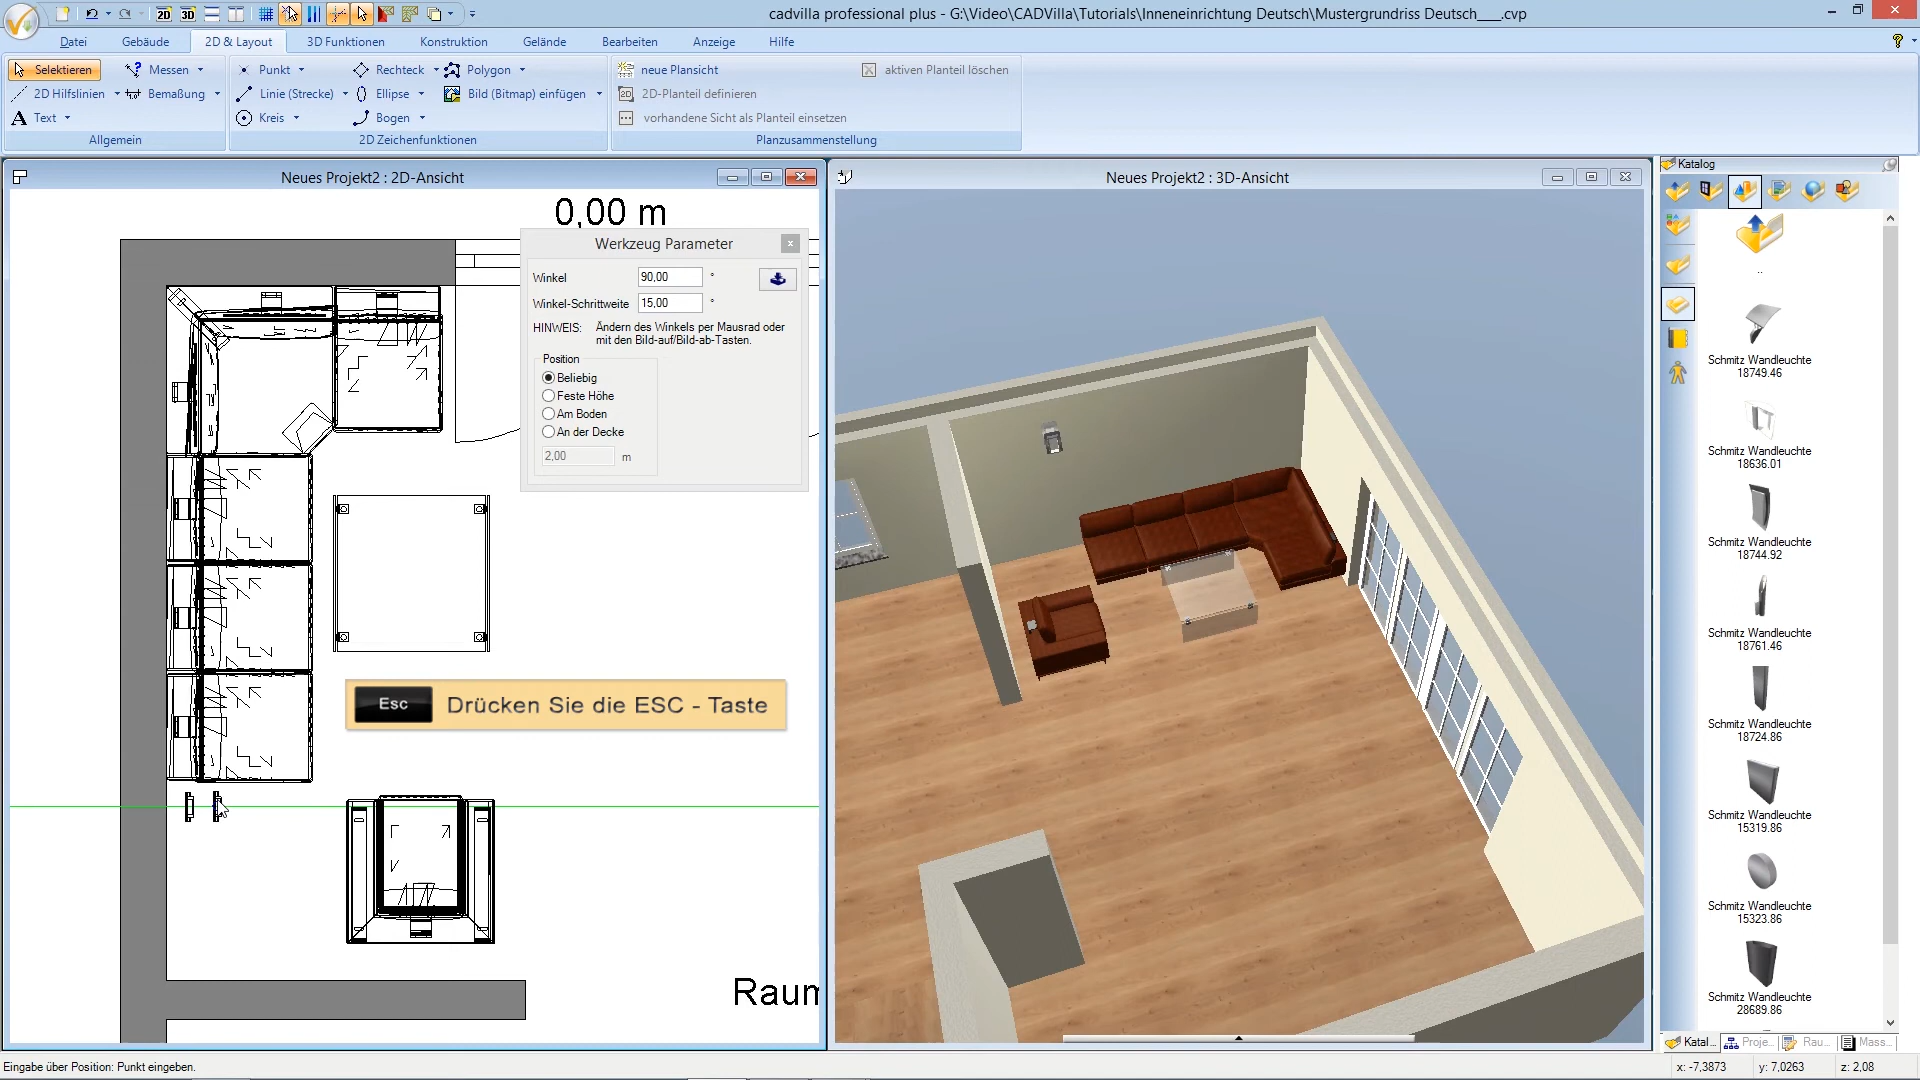 2D 3D
cadvilla professional plus - G:\Video\CADVilla\Tutorials\Inneneinrichtung Deutsch\Mustergrundriss Deutsch___.cvp
Datei Gebäude 2D & Layout 3D Funktionen Konstruktion Gelände Bearbeiten Anzeige Hilfe
Selektieren Messen Punkt Rechteck Polygon neue Plansicht aktiven Planteil löschen
2D Hilfslinien Bemaßung Linie (Strecke) Ellipse Bild (Bitmap) einfügen 2D-Planteil definieren
A Text Kreis Bogen vorhandene Sicht als Planteil einsetzen
Allgemein 2D Zeichenfunktionen Planzusammenstellung
Neues Projekt2 : 2D-Ansicht
0,00 m
Werkzeug Parameter
Winkel 90,00 °
Winkel-Schrittweite 15,00 °
HINWEIS: Ändern des Winkels per Mausrad oder
mit den Bild-auf/Bild-ab-Tasten.
Position
Beliebig
Feste Höhe
Am Boden
An der Decke
2,00 m
Esc Drücken Sie die ESC - Taste
Raum
Neues Projekt2 : 3D-Ansicht
Katalog
..
Schmitz Wandleuchte
18749.46
Schmitz Wandleuchte
18636.01
Schmitz Wandleuchte
18744.92
Schmitz Wandleuchte
18761.46
Schmitz Wandleuchte
18724.86
Schmitz Wandleuchte
15319.86
Schmitz Wandleuchte
15323.86
Schmitz Wandleuchte
28689.86
Katal... Proje... Rau... Mass...
Eingabe über Position: Punkt eingeben.
x: -7,3873 y: 7,0263 z: 2,08